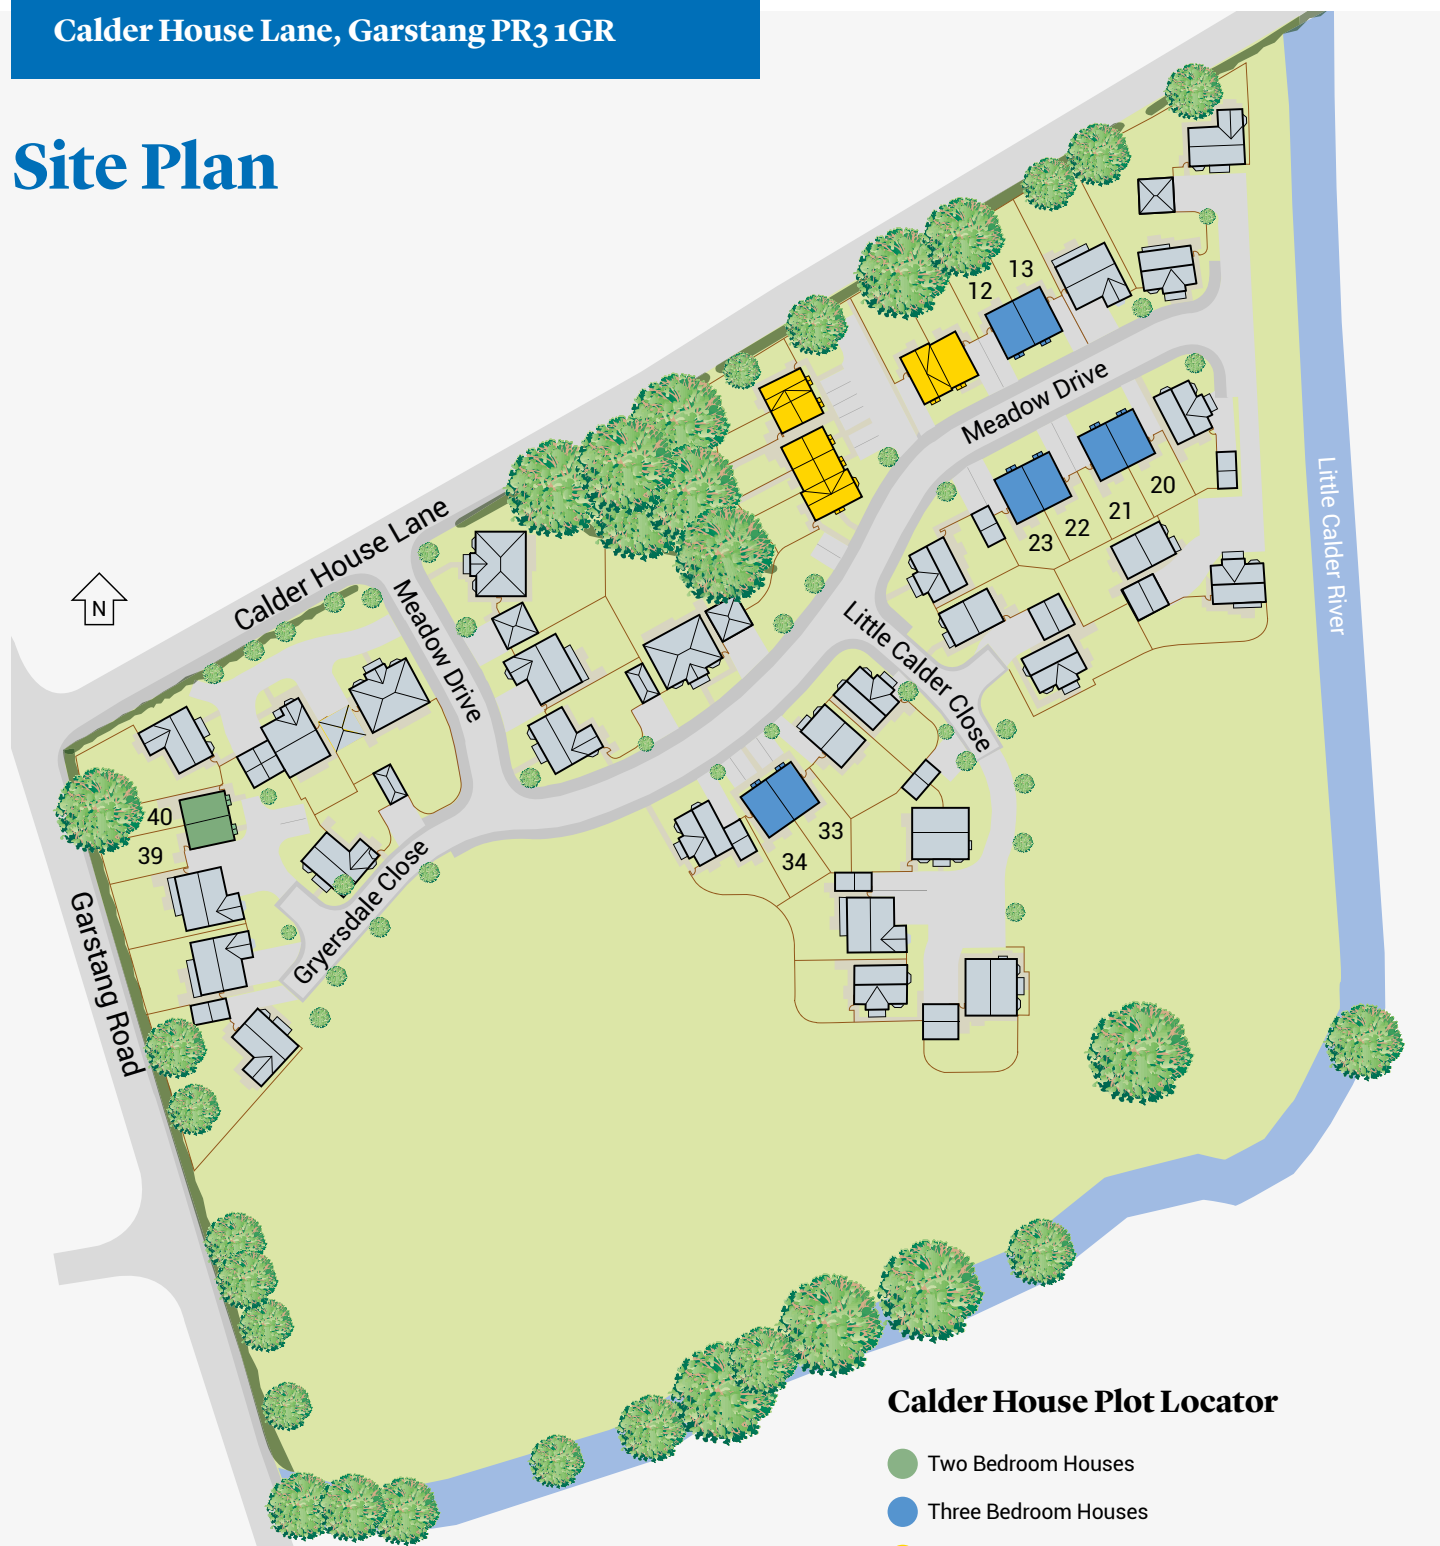 Calder House Lane, Garstang PR3 1GR
Site Plan
13
12
Meadow Drive
20
21
22
23
Little Calder River
Calder House Lane
N
Meadow Drive
Little Calder Close
40
39
33
34
Gryersdale Close
Garstang Road
Calder House Plot Locator
Two Bedroom Houses
Three Bedroom Houses